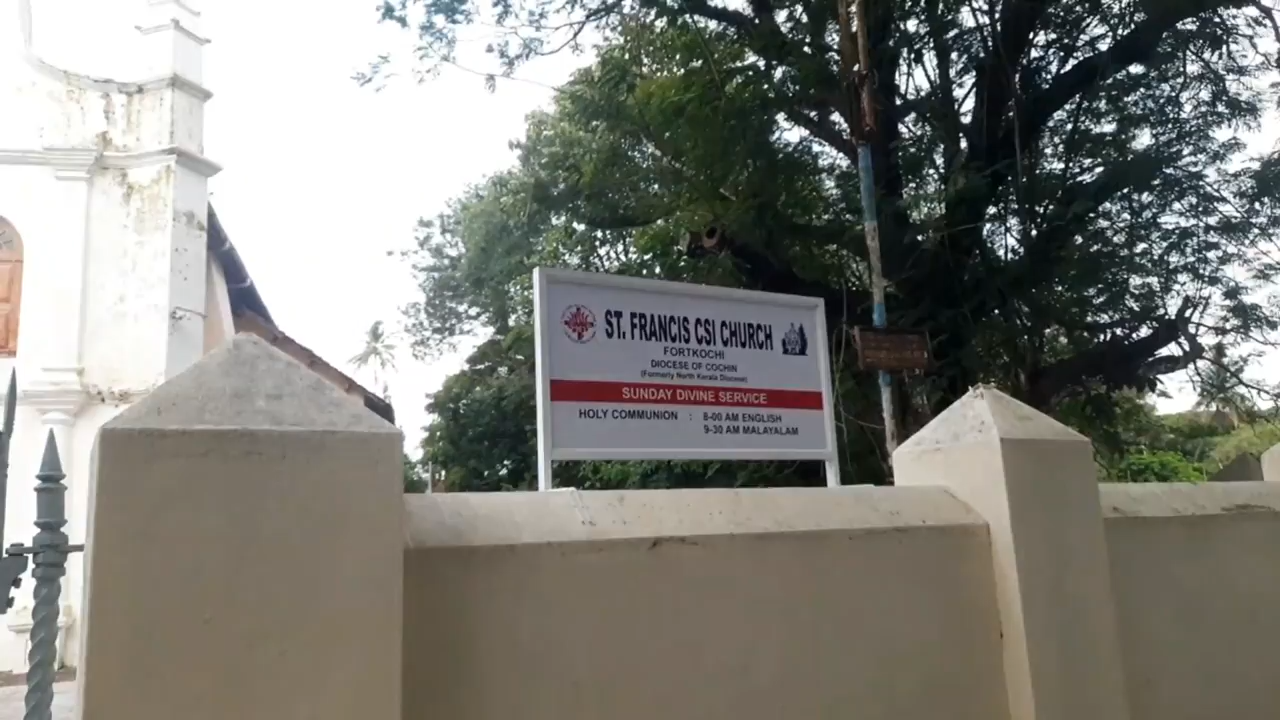 ST. FRANCIS CSI CHURCH
FORTKOCHI
DIOCESE OF COCHIN
(Formerly North Kerala Diocese)
SUNDAY DIVINE SERVICE
HOLY COMMUNION : 8-00 AM ENGLISH
9-30 AM MALAYALAM